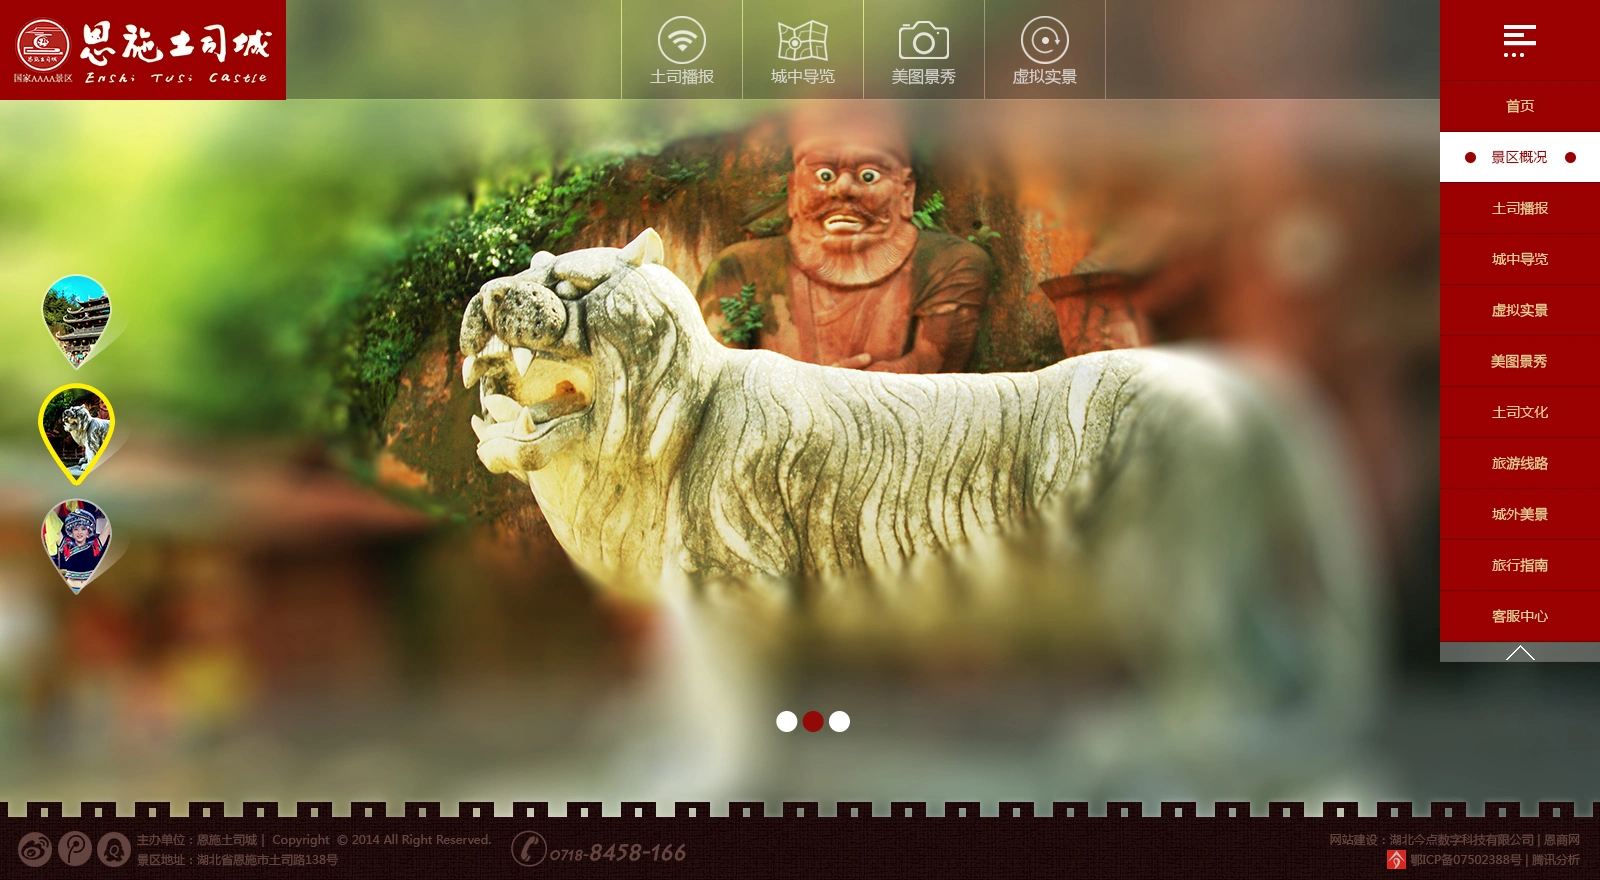 恩施土司城
恩施土司城
国家AAAA景区
Enshi Tusi Castle
土司播报
城中导览
美图景秀
虚拟实景
首页
景区概况
土司播报
城中导览
虚拟实景
美图景秀
土司文化
旅游线路
城外美景
旅行指南
客服中心
主办单位：恩施土司城 | Copyright © 2014 All Right Reserved.
景区地址：湖北省恩施市土司路138号
0718-8458-166
网站建设：湖北今点数字科技有限公司 | 恩商网
鄂ICP备07502388号 | 腾讯分析